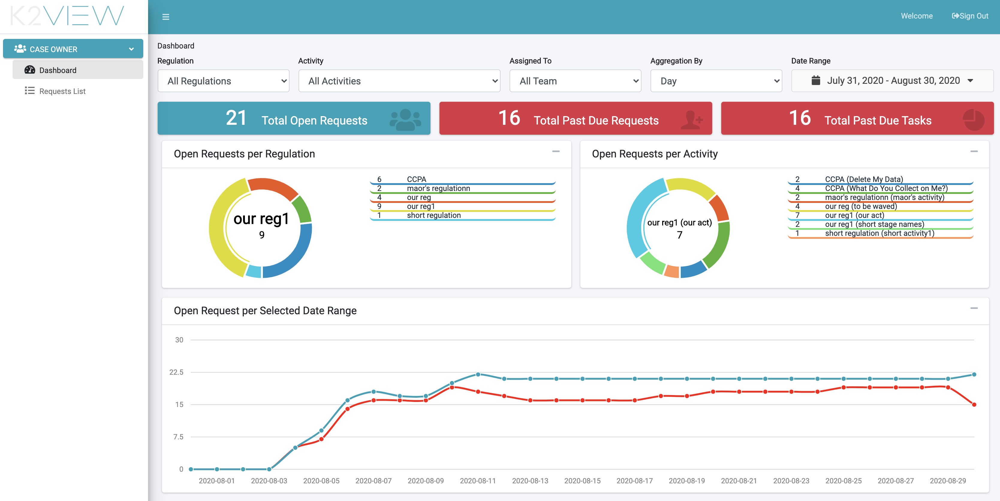 K2VIEW
Welcome
Sign Out
CASE OWNER
Dashboard
Requests List
Dashboard
Regulation
Activity
Assigned To
Aggregation By
Date Range
All Regulations
All Activities
All Team
Day
July 31, 2020 - August 30, 2020
21 Total Open Requests
16 Total Past Due Requests
16 Total Past Due Tasks
Open Requests per Regulation
our reg1
9
6 CCPA
2 maor's regulationn
4 our reg
9 our reg1
1 short regulation
Open Requests per Activity
our reg1 (our act)
7
2 CCPA (Delete My Data)
4 CCPA (What Do You Collect on Me?)
2 maor's regulationn (maor's activity)
4 our reg (to be waved)
7 our reg1 (our act)
2 our reg1 (short stage names)
1 short regulation (short activity1)
Open Request per Selected Date Range
30
22.5
15
7.5
0
2020-08-01 2020-08-03 2020-08-05 2020-08-07 2020-08-09 2020-08-11 2020-08-13 2020-08-15 2020-08-17 2020-08-19 2020-08-21 2020-08-23 2020-08-25 2020-08-27 2020-08-29